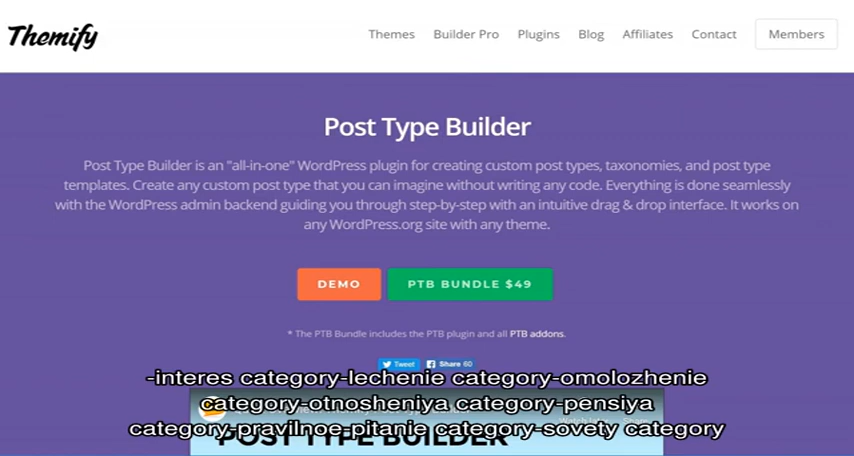 Themify
Themes Builder Pro Plugins Blog Affiliates Contact Members
Post Type Builder
Post Type Builder is an "all-in-one" WordPress plugin for creating custom post types, taxonomies, and post type
templates. Create any custom post type that you can imagine without writing any code. Everything is done seamlessly
with the WordPress admin backend guiding you through step-by-step with an intuitive drag & drop interface. It works on
any WordPress.org site with any theme.
DEMO PTB BUNDLE $49
* The PTB Bundle includes the PTB plugin and all PTB addons.
Tweet Share 60
-interes category-lechenie category-omolozhenie
category-otnosheniya category-pensiya
category-pravilnoe-pitanie category-sovety category
POST TYPE BUILDER